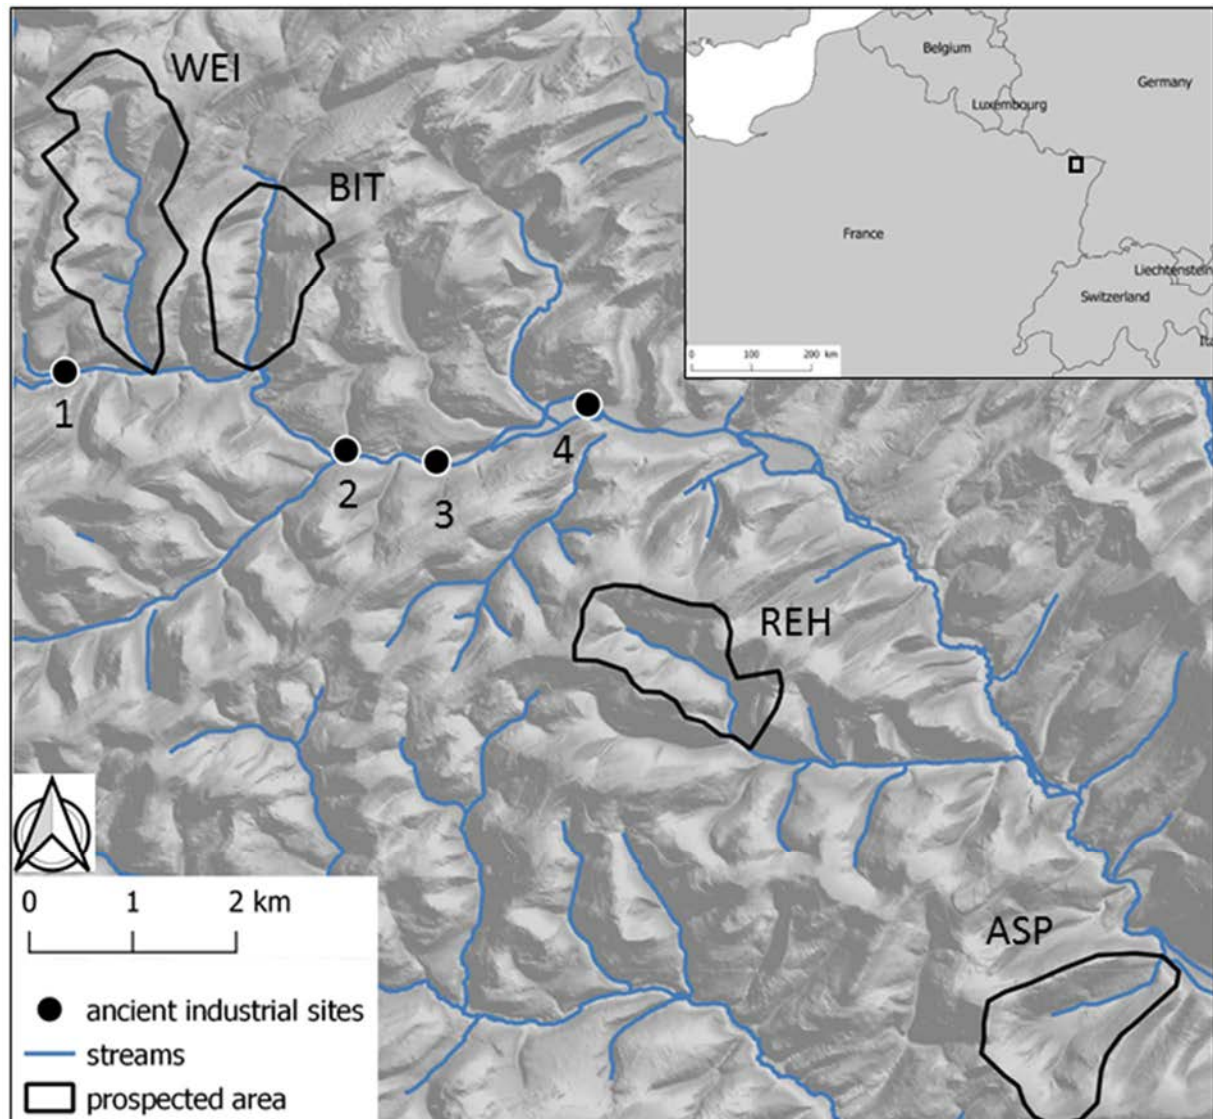 WEI
BIT
Belgium
Germany
Luxembourg
France
Liechtenstein
Switzerland
Ita
0 100 200 km
1
2
3
4
REH
ASP
0 1 2 km
ancient industrial sites
streams
prospected area